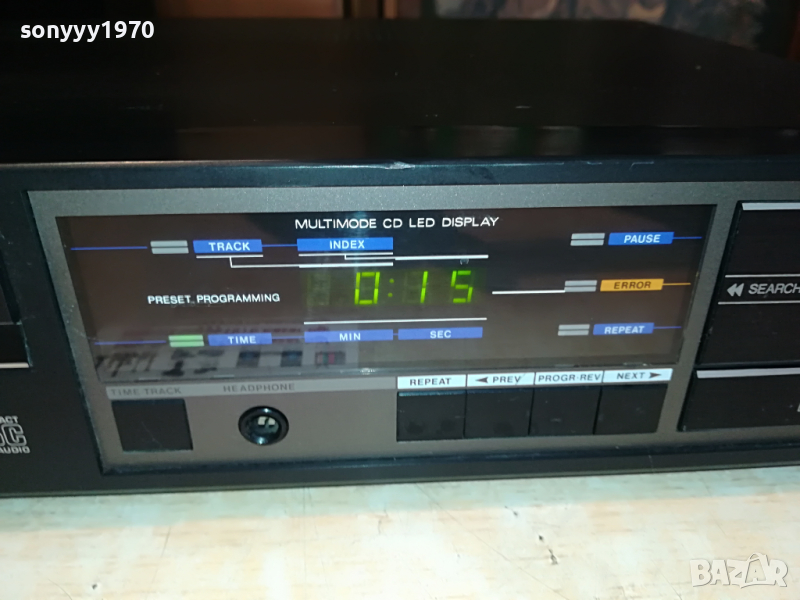 sonyyy1970
MULTIMODE CD LED DISPLAY
TRACK INDEX PAUSE
PRESET PROGRAMMING 0:15 ERROR
TIME MIN SEC REPEAT
SEARCH
TIME TRACK HEADPHONE REPEAT PREV PROGR·REV NEXT
AUDIO
BAZAR